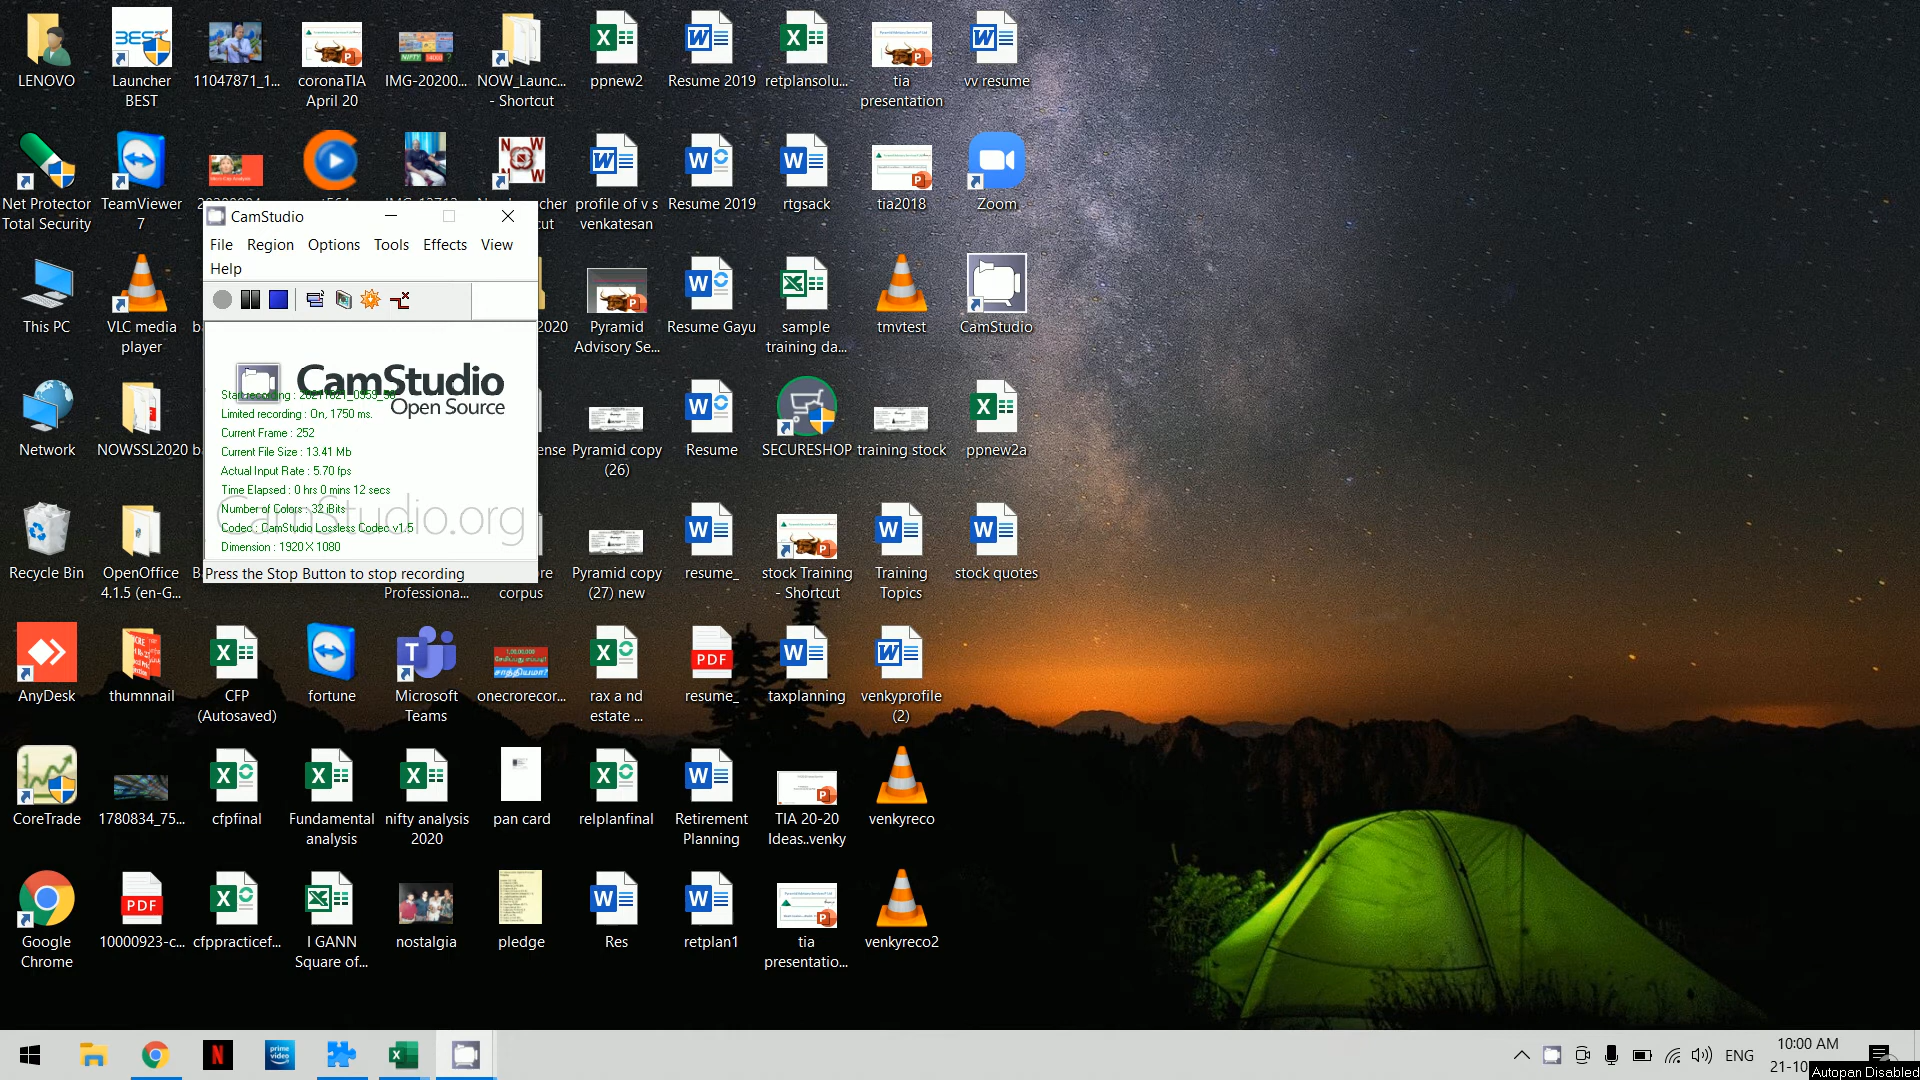 LENOVO
Launcher
BEST
11047871_1...
coronaTIA
April 20
IMG-20200...
NOW_Launc...
- Shortcut
ppnew2
Resume 2019
retplansolu...
tia
presentation
vv resume
Net Protector
Total Security
TeamViewer
7
profile of v s
venkatesan
Resume 2019
rtgsack
tia2018
Zoom
CamStudio
File Region Options Tools Effects View
Help
This PC
VLC media
player
2020
Pyramid
Advisory Se...
Resume Gayu
sample
training da...
tmvtest
CamStudio
CamStudio
Open Source
Limited recording : On, 1750 ms.
Current Frame : 252
Current File Size : 13.41 Mb
Actual Input Rate : 5.70 fps
Time Elapsed : 0 hrs 0 mins 12 secs
Number of Colors : 32 iBits
Codec : CamStudio Lossless Codec v1.5
Dimension : 1920 X 1080
CamStudio.org
Press the Stop Button to stop recording
Network
NOWSSL2020
Pyramid copy
(26)
Resume
SECURESHOP
training stock
ppnew2a
Recycle Bin
OpenOffice
4.1.5 (en-G...
Professiona...
corpus
Pyramid copy
(27) new
resume_
stock Training
- Shortcut
Training
Topics
stock quotes
AnyDesk
thumnnail
CFP
(Autosaved)
fortune
Microsoft
Teams
onecrorecor...
rax a nd
estate ...
PDF
resume_
taxplanning
venkyprofile
(2)
CoreTrade
1780834_75...
cfpfinal
Fundamental
analysis
nifty analysis
2020
pan card
relplanfinal
Retirement
Planning
TIA 20-20
Ideas..venky
venkyreco
Google
Chrome
PDF
10000923-c...
cfppracticef...
I GANN
Square of...
nostalgia
pledge
Res
retplan1
tia
presentatio...
venkyreco2
prime
video
ENG
10:00 AM
21-10
Autopan Disabled